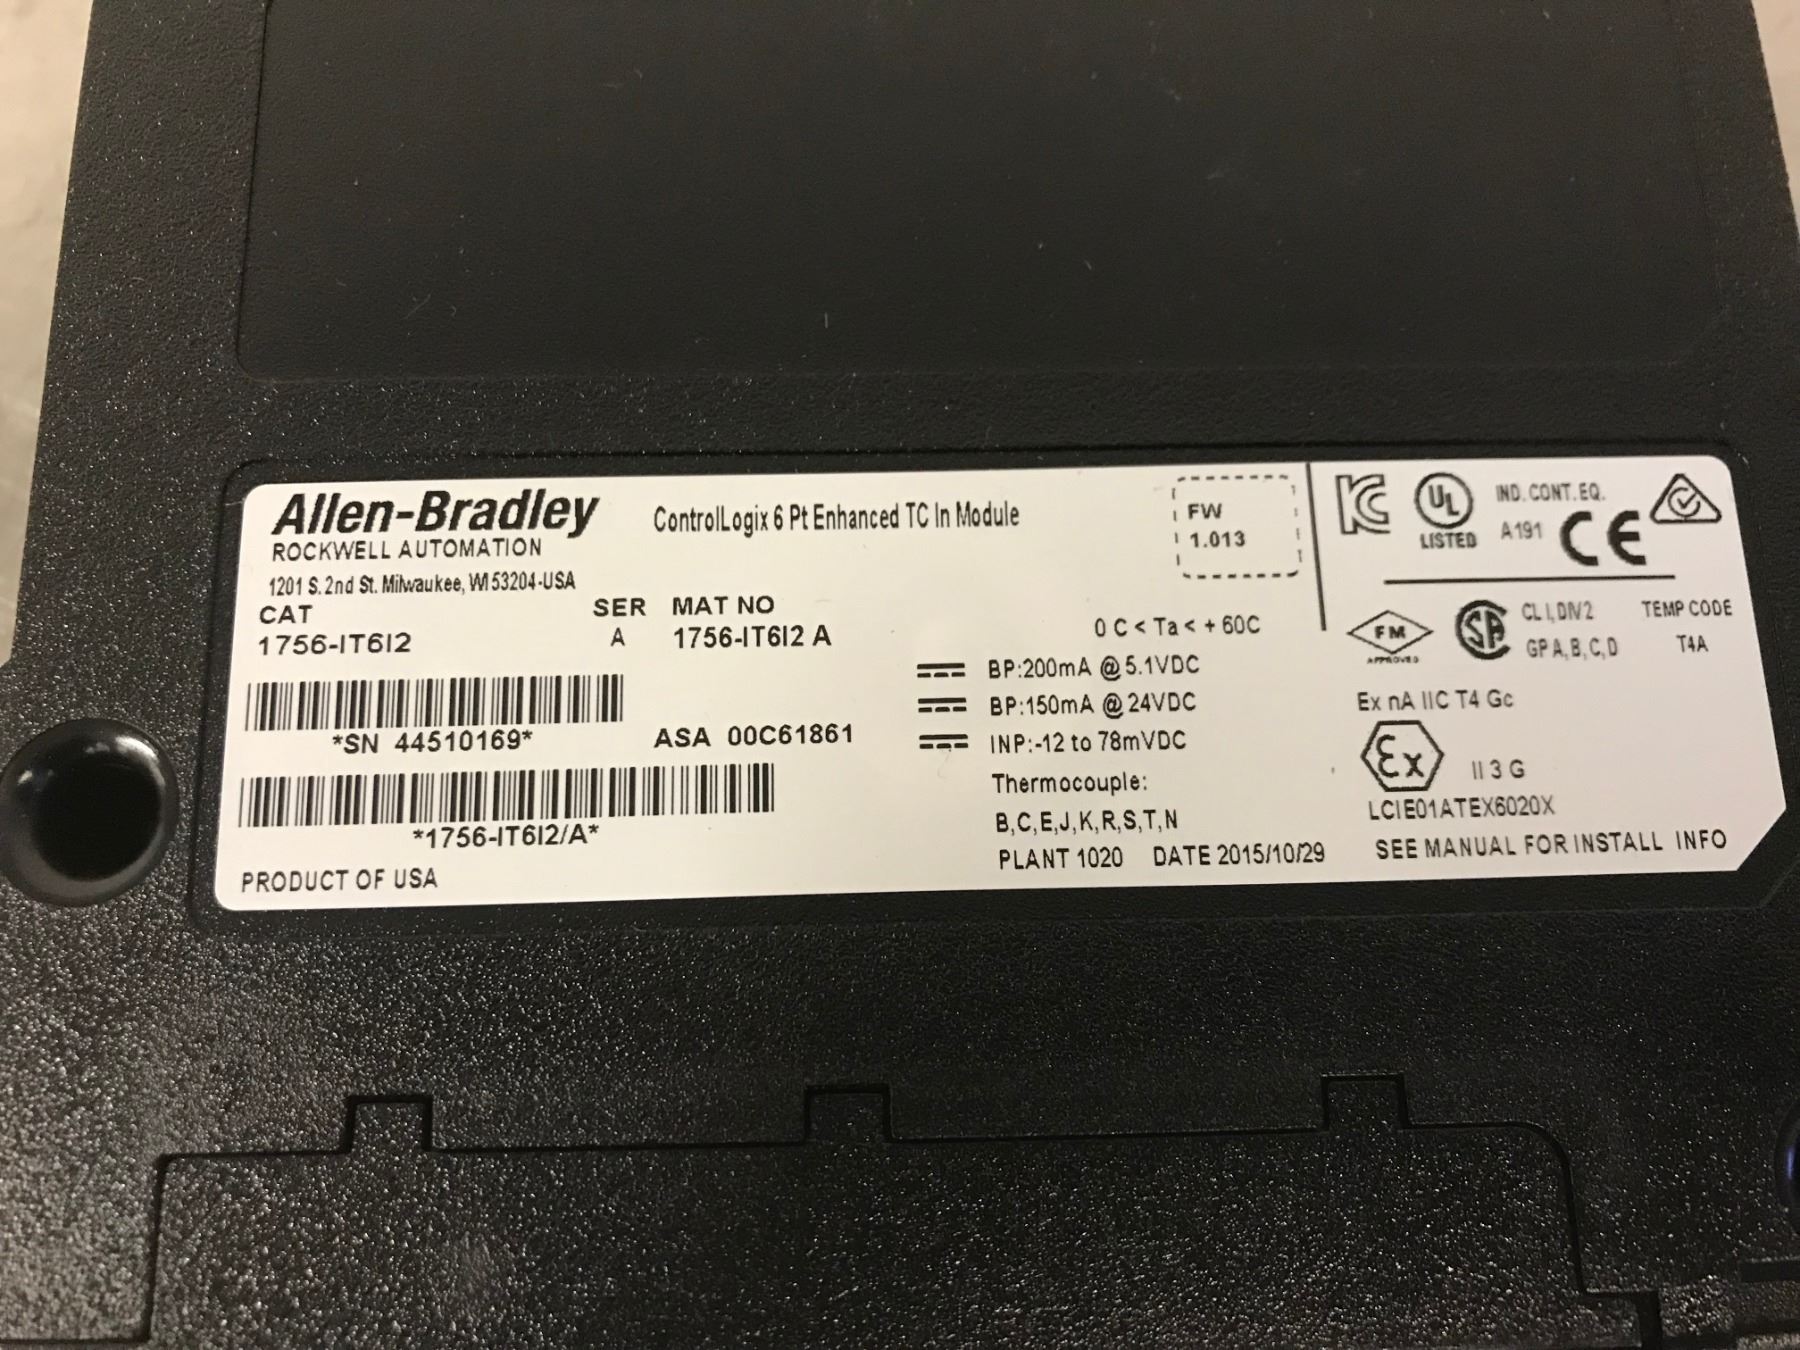 Allen-Bradley
ROCKWELL AUTOMATION
1201 S. 2nd St. Milwaukee, WI 53204-USA
ControlLogix 6 Pt Enhanced TC In Module
FW
1.013
CAT
1756-IT6I2
SER
A
MAT NO
1756-IT6I2 A
*SN 44510169*
ASA 00C61861
*1756-IT6I2/A*
PRODUCT OF USA
0 C < Ta < + 60C
BP:200mA @ 5.1VDC
BP:150mA @ 24VDC
INP:-12 to 78mVDC
Thermocouple:
B,C,E,J,K,R,S,T,N
PLANT 1020 DATE 2015/10/29
KC
UL
LISTED
IND. CONT. EQ.
A191
CE
FM
APPROVED
SA
CL I, DIV 2
GP A, B, C, D
TEMP CODE
T4A
Ex nA IIC T4 Gc
Ex
II 3 G
LCIE01ATEX6020X
SEE MANUAL FOR INSTALL INFO